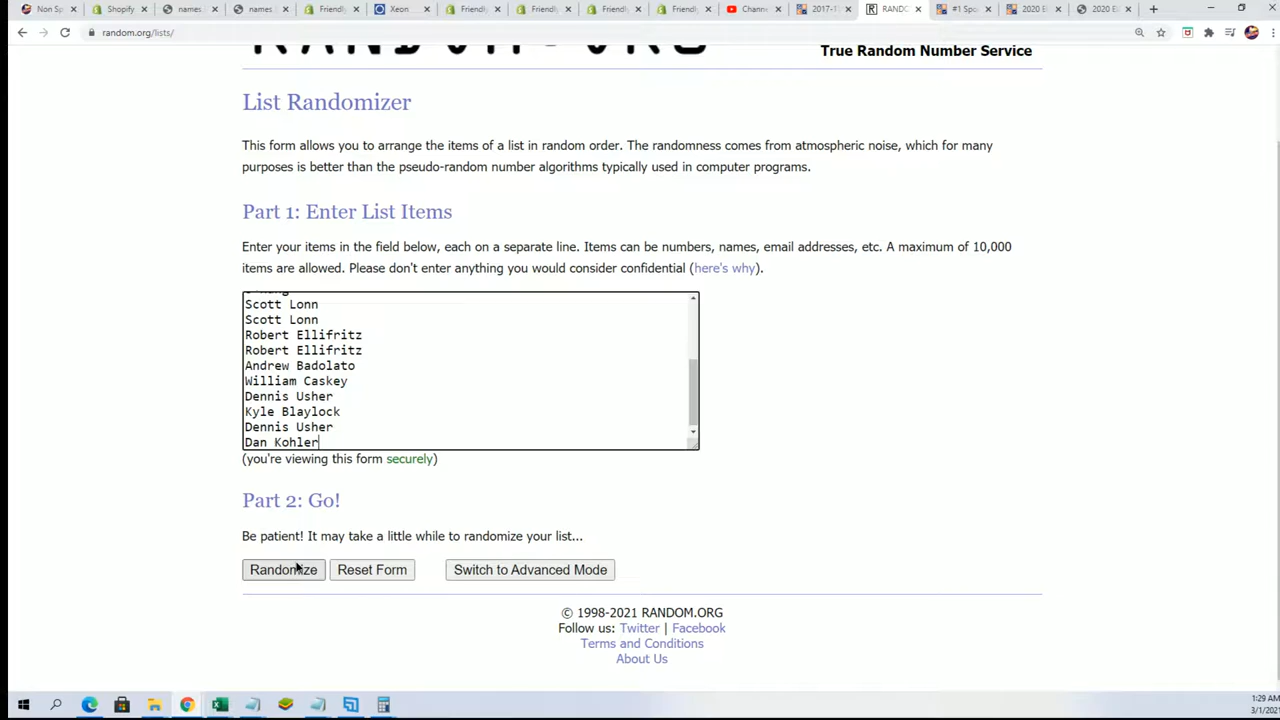 Non Sp
Shopify
names
names
Friendl
Xeon
Friendly
Friendly
Friendly
Friendly
Chann
2017-1
RANDO
#1 Spo
2020 B
2020 B
random.org/lists/
RANDOM.ORG
True Random Number Service
List Randomizer
This form allows you to arrange the items of a list in random order. The randomness comes from atmospheric noise, which for many
purposes is better than the pseudo-random number algorithms typically used in computer programs.
Part 1: Enter List Items
Enter your items in the field below, each on a separate line. Items can be numbers, names, email addresses, etc. A maximum of 10,000
items are allowed. Please don't enter anything you would consider confidential (here's why).
Scott Lonn
Scott Lonn
Robert Ellifritz
Robert Ellifritz
Andrew Badolato
William Caskey
Dennis Usher
Kyle Blaylock
Dennis Usher
Dan Kohler
(you're viewing this form securely)
Part 2: Go!
Be patient! It may take a little while to randomize your list...
Randomize
Reset Form
Switch to Advanced Mode
© 1998-2021 RANDOM.ORG
Follow us: Twitter | Facebook
Terms and Conditions
About Us
1:29 AM
3/1/2021